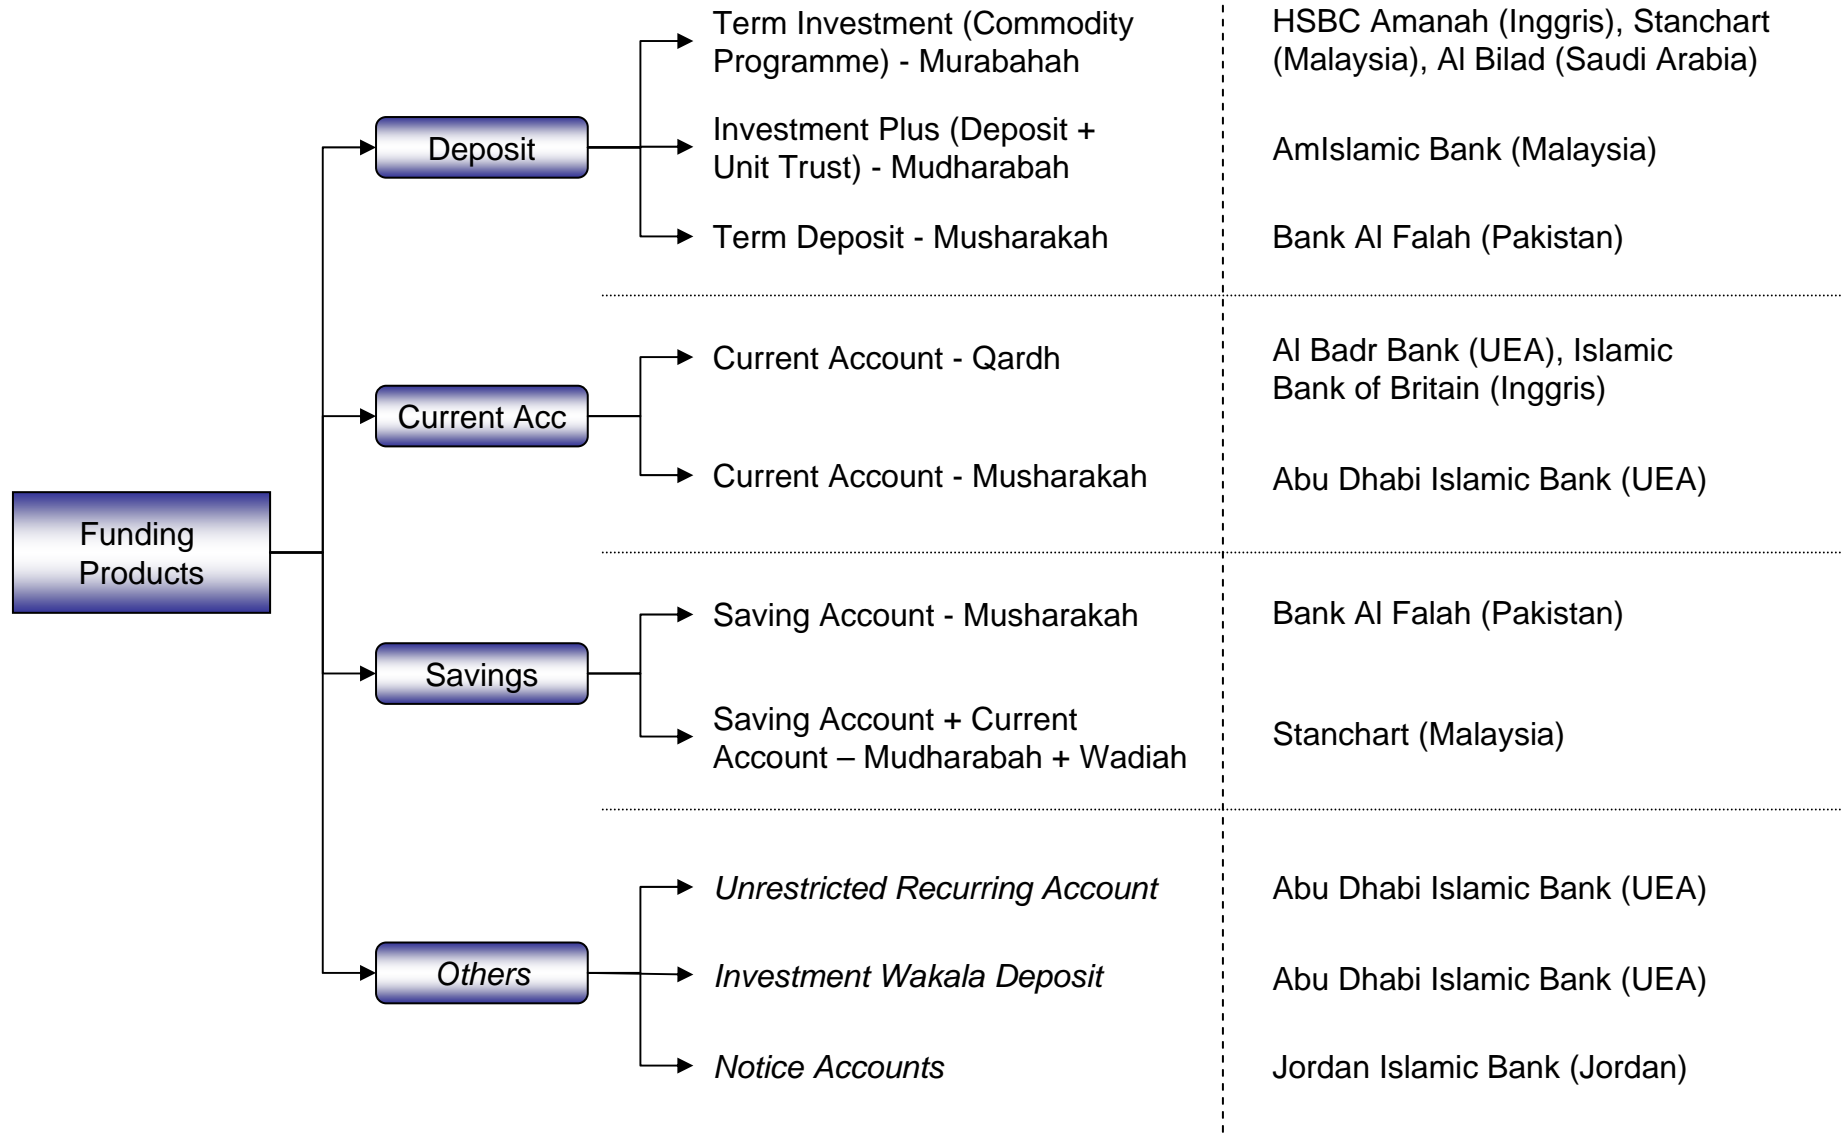 Term Investment (Commodity
Programme) - Murabahah
HSBC Amanah (Inggris), Stanchart
(Malaysia), Al Bilad (Saudi Arabia)
Deposit
Investment Plus (Deposit +
Unit Trust) - Mudharabah
AmIslamic Bank (Malaysia)
Term Deposit - Musharakah
Bank Al Falah (Pakistan)
Current Account - Qardh
Al Badr Bank (UEA), Islamic
Bank of Britain (Inggris)
Current Acc
Current Account - Musharakah
Abu Dhabi Islamic Bank (UEA)
Funding
Products
Saving Account - Musharakah
Bank Al Falah (Pakistan)
Savings
Saving Account + Current
Account – Mudharabah + Wadiah
Stanchart (Malaysia)
Unrestricted Recurring Account
Abu Dhabi Islamic Bank (UEA)
Others
Investment Wakala Deposit
Abu Dhabi Islamic Bank (UEA)
Notice Accounts
Jordan Islamic Bank (Jordan)